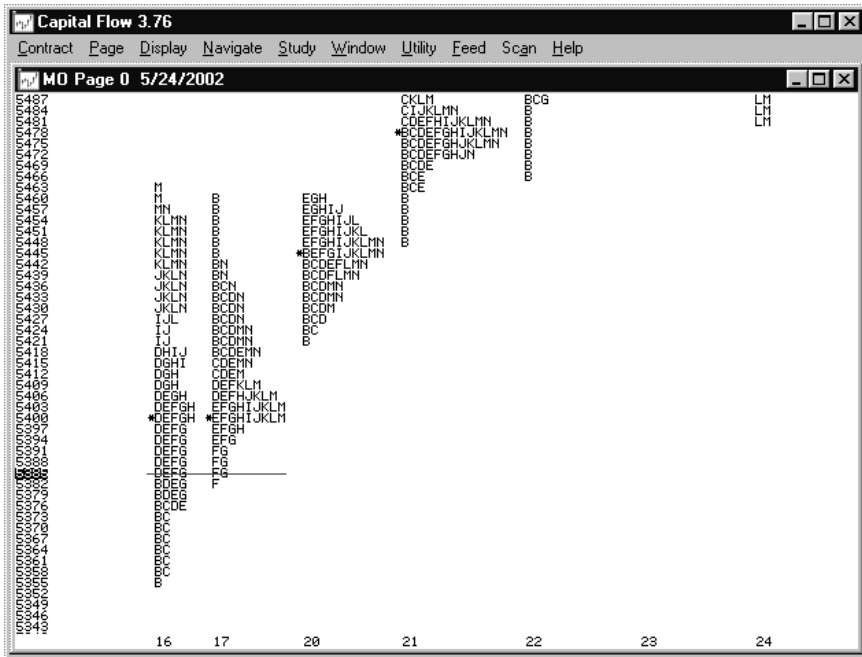 Capital Flow 3.76
Contract Page Display Navigate Study Window Utility Feed Scan Help
MO Page 0 5/24/2002
5487 CKLM BCG LM
5484 CIJKLMN B LM
5481 CDEFHIJKLMN B LM
5478 *BCDEFGHIJKLMN B
5475 BCDEFGHJKLMN B
5472 BCDEFGHJN B
5469 BCDE B
5466 BCE B
5463 M BCE
5460 M B EGH B
5457 MN B EGHIJ B
5454 KLMN B EFGHIJL B
5451 KLMN B EFGHIJKL B
5448 KLMN B EFGHIJKLMN B
5445 KLMN B *BEFGIJKLMN
5442 KLMN BN BCDEFLMN
5439 JKLN BN BCDFLMN
5436 JKLN BCN BCDMN
5433 JKLN BCDN BCDMN
5430 JKLN BCDN BCDM
5427 IJL BCDN BCD
5424 IJ BCDMN BC
5421 IJ BCDMN B
5418 DHIJ BCDEMN
5415 DGHI CDEMN
5412 DGH CDEM
5409 DGH DEFKLM
5406 DEGH DEFHJKLM
5403 DEFGH EFGHIJKLM
5400 *DEFGH *EFGHIJKLM
5397 DEFG EFGH
5394 DEFG EFG
5391 DEFG FG
5388 DEFG FG
5385 DEFG FG
5382 BDEG F
5379 BDEG
5376 BCDE
5373 BC
5370 BC
5367 BC
5364 BC
5361 BC
5358 BC
5355 B
5352
5349
5346
5343
16 17 20 21 22 23 24